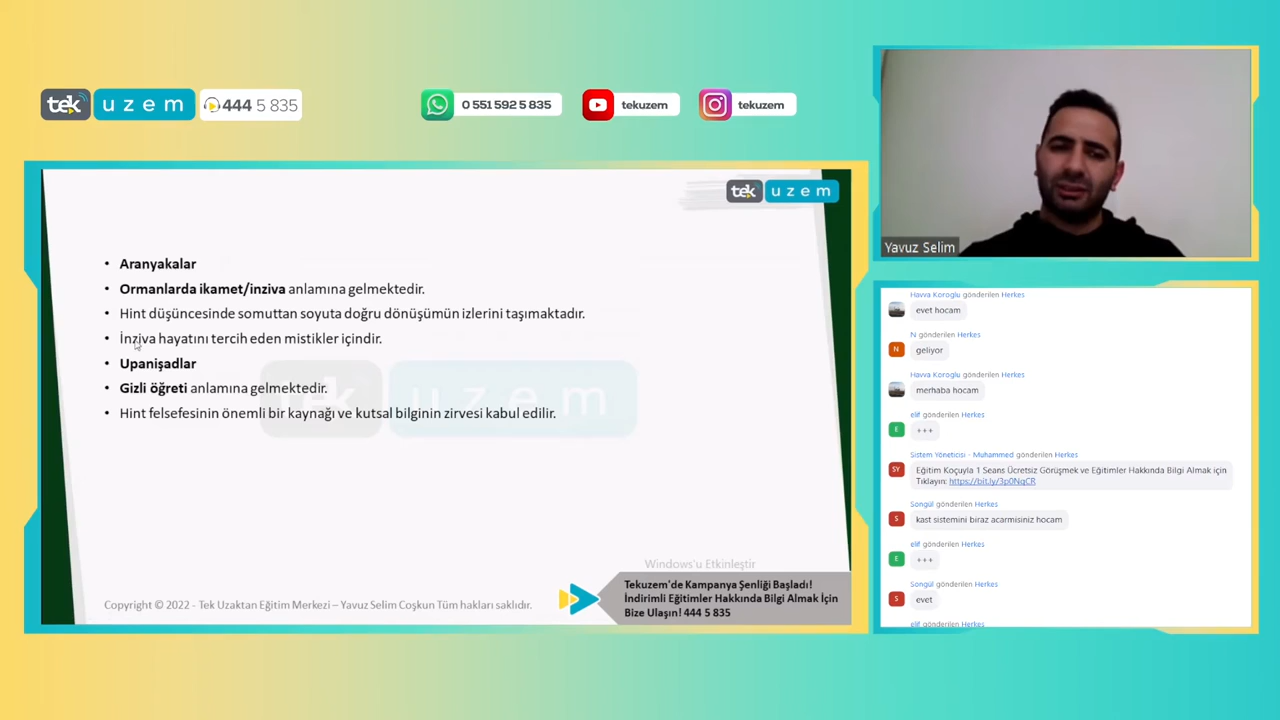 tek uzem 444 5 835
0 551 592 5 835
tekuzem
tekuzem
tek uzem
• Aranyakalar
• Ormanlarda ikamet/inziva anlamına gelmektedir.
• Hint düşüncesinde somuttan soyuta doğru dönüşümün izlerini taşımaktadır.
• İnziva hayatını tercih eden mistikler içindir.
• Upanişadlar
• Gizli öğreti anlamına gelmektedir.
• Hint felsefesinin önemli bir kaynağı ve kutsal bilginin zirvesi kabul edilir.
tek uzem
Windows'u Etkinleştir
Tekuzem'de Kampanya Şenliği Başladı!
İndirimli Eğitimler Hakkında Bilgi Almak İçin
Bize Ulaşın! 444 5 835
Copyright © 2022 - Tek Uzaktan Eğitim Merkezi – Yavuz Selim Coşkun Tüm hakları saklıdır.
Yavuz Selim
Havva Koroglu gönderilen Herkes
evet hocam
N gönderilen Herkes
N
geliyor
Havva Koroglu gönderilen Herkes
merhaba hocam
elif gönderilen Herkes
E
+++
Sistem Yöneticisi - Muhammed gönderilen Herkes
SY
Eğitim Koçuyla 1 Seans Ücretsiz Görüşmek ve Eğitimler Hakkında Bilgi Almak için
Tıklayın: https://bit.ly/3p0NqCR
Songül gönderilen Herkes
S
kast sistemini biraz acarmisiniz hocam
elif gönderilen Herkes
E
+++
Songül gönderilen Herkes
S
evet
elif gönderilen Herkes